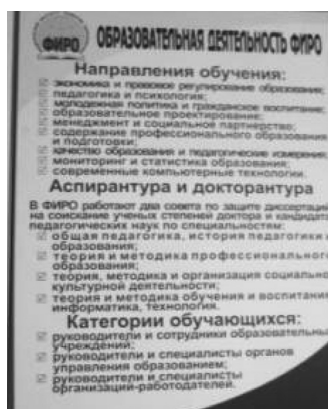 ФИРО
ОБРАЗОВАТЕЛЬНАЯ ДЕЯТЕЛЬНОСТЬ ФИРО
Направления обучения:
экономика и правовое регулирование образования;
педагогика и психология;
молодежная политика и гражданское воспитание;
образовательное проектирование;
менеджмент и социальное партнерство;
содержание профессионального образования
и подготовки;
качество образования и педагогические измерения;
мониторинг и статистика образования;
современные компьютерные технологии.
Аспирантура и докторантура
В ФИРО работают два совета по защите диссертаций
на соискание ученых степеней доктора и кандидата
педагогических наук по специальностям:
общая педагогика, история педагогики и
образования;
теория и методика профессионального
образования;
теория, методика и организация социально-
культурной деятельности;
теория и методика обучения и воспитания
информатика, технология.
Категории обучающихся:
руководители и сотрудники образовательных
учреждений;
руководители и специалисты органов
управления образованием;
руководители и специалисты
организаций-работодателей.